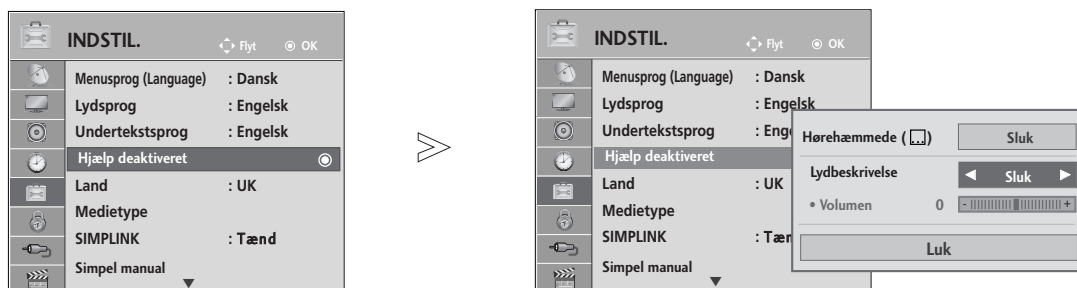 INDSTIL.
Flyt OK
Menusprog (Language) : Dansk
Lydsprog : Engelsk
Undertekstsprog : Engelsk
Hjælp deaktiveret
Land : UK
Medietype
SIMPLINK : Tænd
Simpel manual
INDSTIL.
Flyt OK
Menusprog (Language) : Dansk
Lydsprog : Engelsk
Undertekstsprog : Eng
Hjælp deaktiveret
Land : UK
Medietype
SIMPLINK : Tæn
Simpel manual
Hørehæmmede ( ) Sluk
Lydbeskrivelse ◀ Sluk ▶
• Volumen 0 - +
Luk